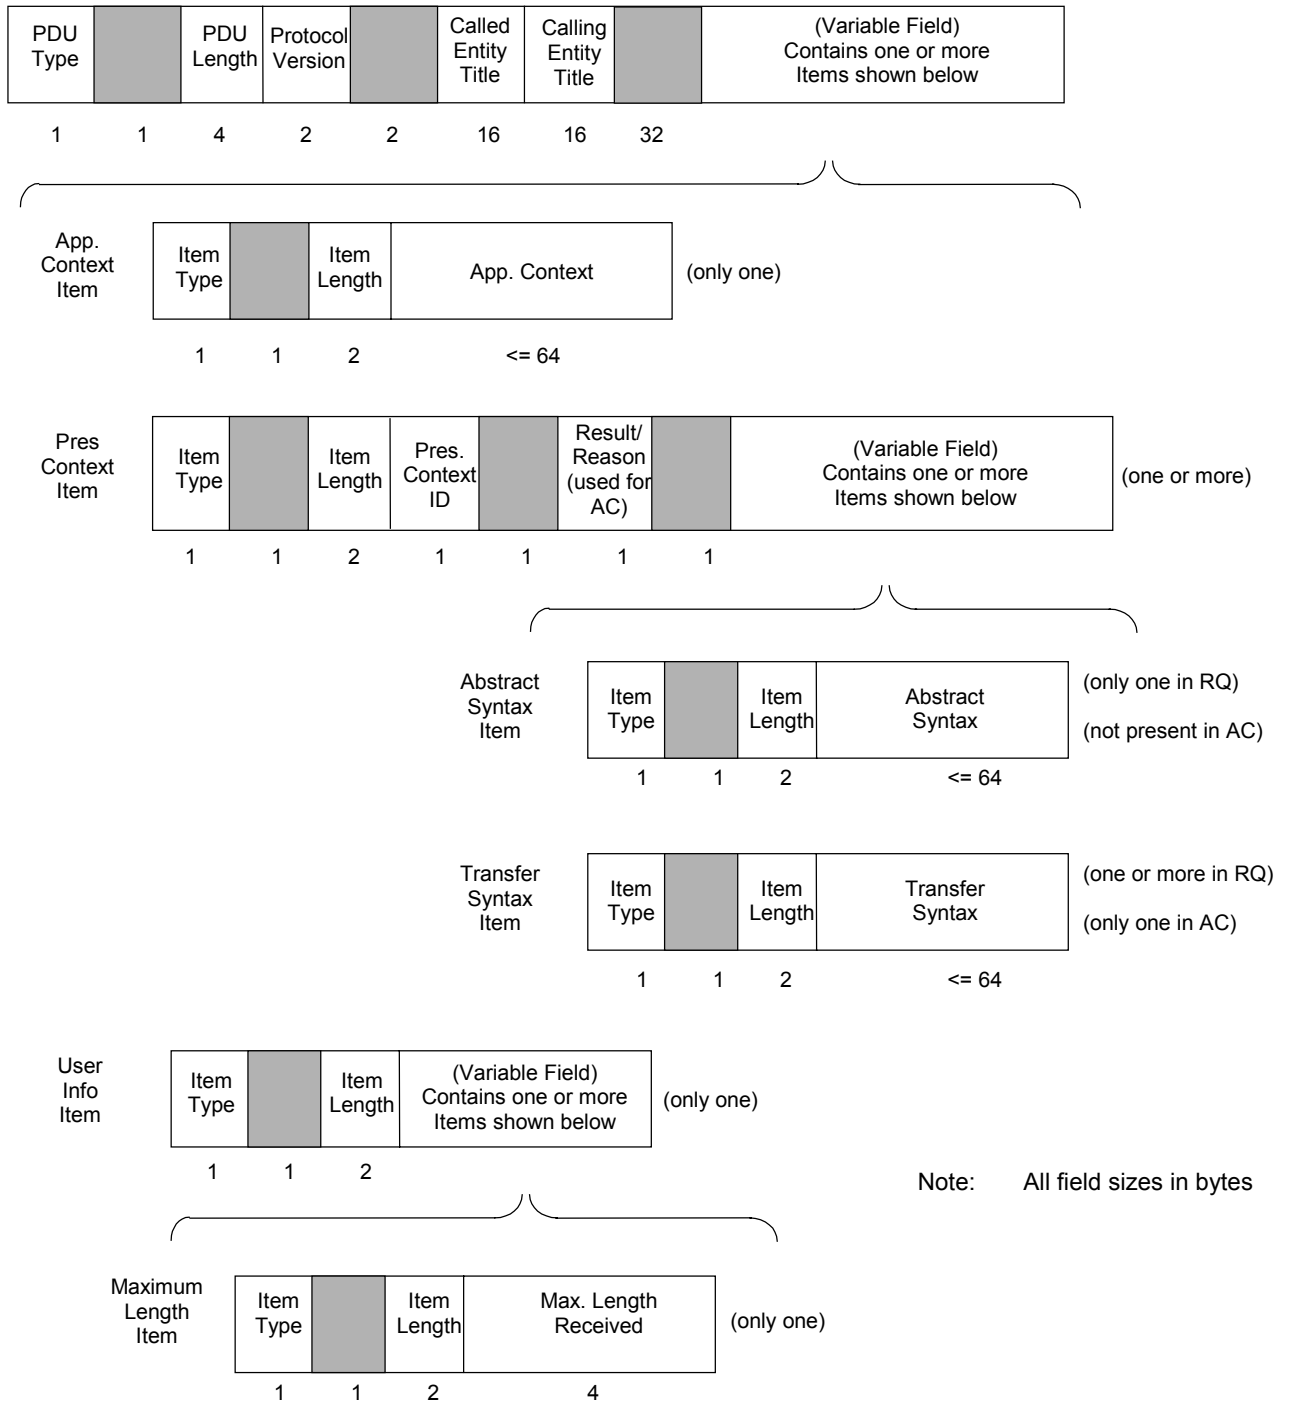 PDU
Type
PDU
Length
Protocol
Version
Called
Entity
Title
Calling
Entity
Title
(Variable Field)
Contains one or more
Items shown below
1 1 4 2 2 16 16 32
App.
Context
Item
Item
Type
Item
Length
App. Context
(only one)
1 1 2 <= 64
Pres
Context
Item
Item
Type
Item
Length
Pres.
Context
ID
Result/
Reason
(used for
AC)
(Variable Field)
Contains one or more
Items shown below
(one or more)
1 1 2 1 1 1 1
Abstract
Syntax
Item
Item
Type
Item
Length
Abstract
Syntax
(only one in RQ)
(not present in AC)
1 1 2 <= 64
Transfer
Syntax
Item
Item
Type
Item
Length
Transfer
Syntax
(one or more in RQ)
(only one in AC)
1 1 2 <= 64
User
Info
Item
Item
Type
Item
Length
(Variable Field)
Contains one or more
Items shown below
(only one)
1 1 2
Note: All field sizes in bytes
Maximum
Length
Item
Item
Type
Item
Length
Max. Length
Received
(only one)
1 1 2 4